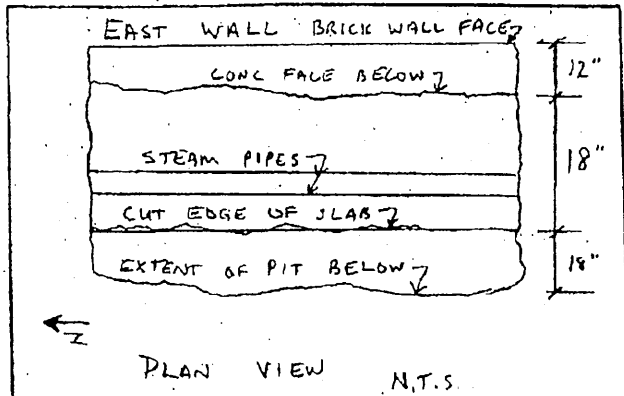 EAST WALL BRICK WALL FACE
CONC FACE BELOW
12"
STEAM PIPES
18"
CUT EDGE OF SLAB
EXTENT OF PIT BELOW
18"
N
PLAN VIEW N.T.S.